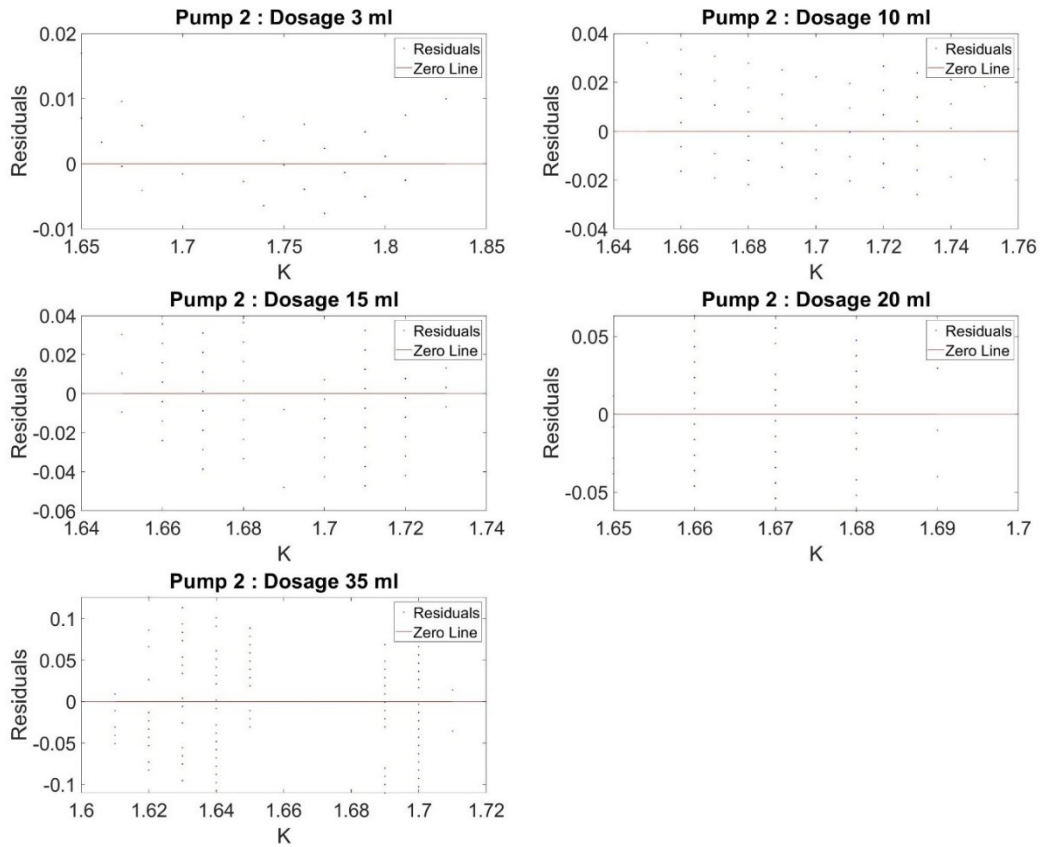 Pump 2 : Dosage 3 ml
0.02
0.01
0
-0.01
Residuals
1.65 1.7 1.75 1.8 1.85
K
Residuals
Zero Line
Pump 2 : Dosage 10 ml
0.04
0.02
0
-0.02
-0.04
Residuals
1.64 1.66 1.68 1.7 1.72 1.74 1.76
K
Residuals
Zero Line
Pump 2 : Dosage 15 ml
0.04
0.02
0
-0.02
-0.04
-0.06
Residuals
1.64 1.66 1.68 1.7 1.72 1.74
K
Residuals
Zero Line
Pump 2 : Dosage 20 ml
0.05
0
-0.05
Residuals
1.65 1.66 1.67 1.68 1.69 1.7
K
Residuals
Zero Line
Pump 2 : Dosage 35 ml
0.1
0.05
0
-0.05
-0.1
Residuals
1.6 1.62 1.64 1.66 1.68 1.7 1.72
K
Residuals
Zero Line